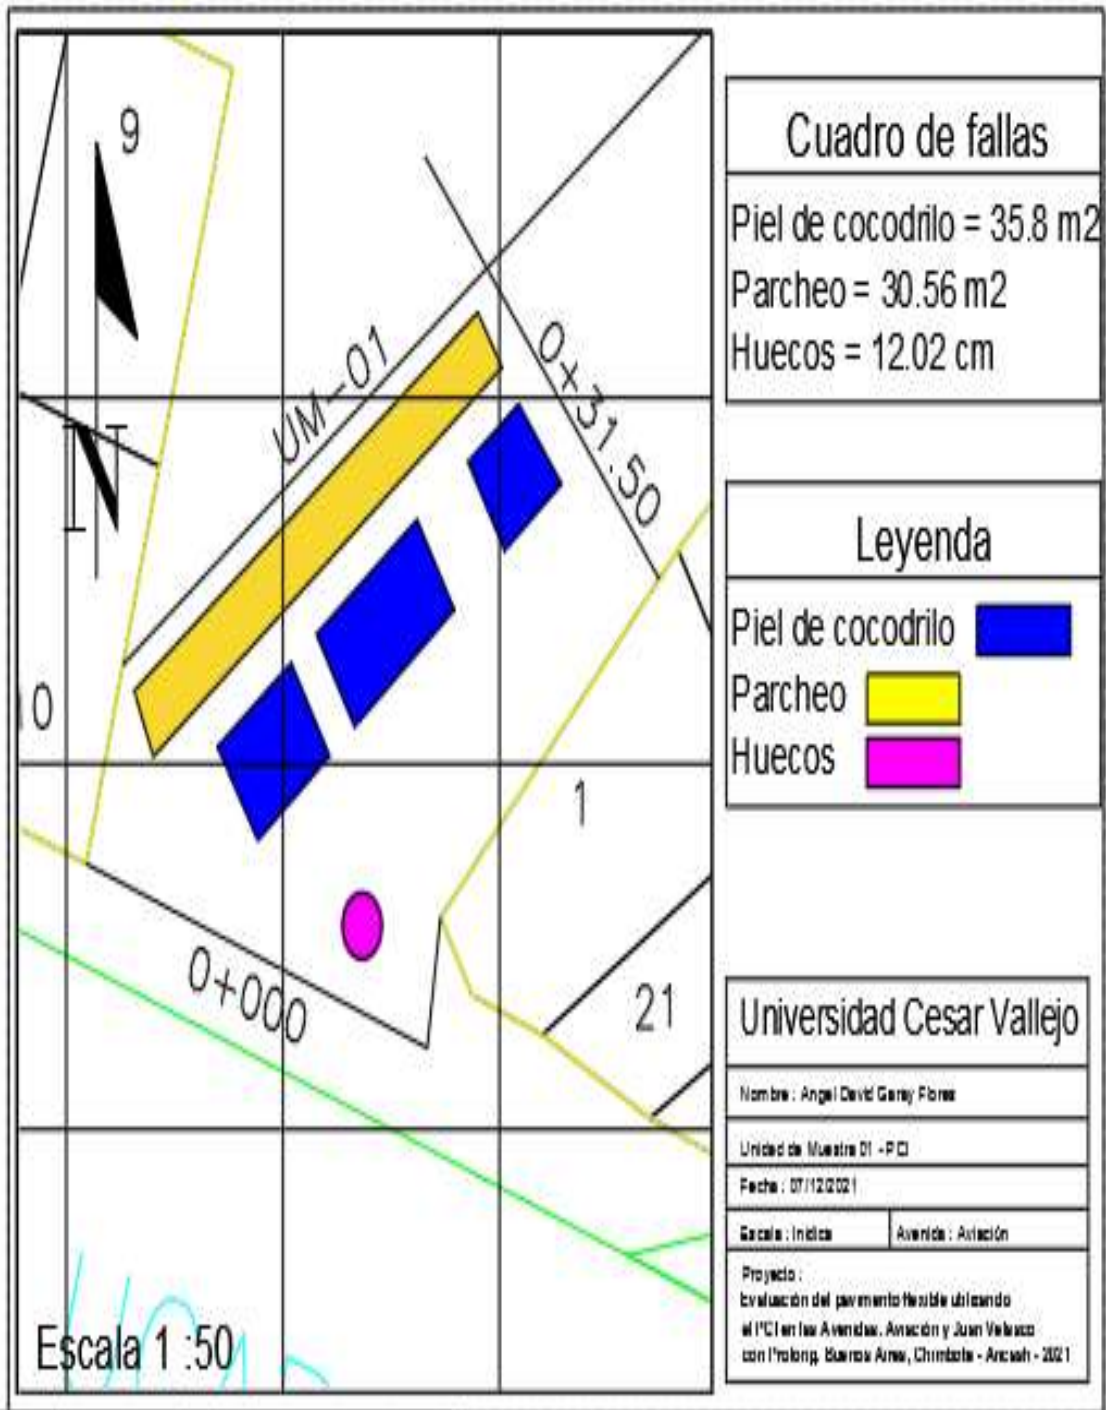 9
UM-01
0+31.50
10
1
0+000
21
N
Escala 1 :50
Cuadro de fallas
Piel de cocodrilo = 35.8 m2
Parcheo = 30.56 m2
Huecos = 12.02 cm
Leyenda
Piel de cocodrilo
Parcheo
Huecos
Universidad Cesar Vallejo
Nombre : Angel David Garay Flores
Unidad de Muestra 01 - PCI
Fecha : 07/12/2021
Escala : Indica
Avenida : Aviación
Proyecto :
Evaluación del pavimento flexible
el PCI en las Avenidas. Aviación y Juan Velasco
con Prolong. Buenos Aires, Chimbote - Ancash - 2021